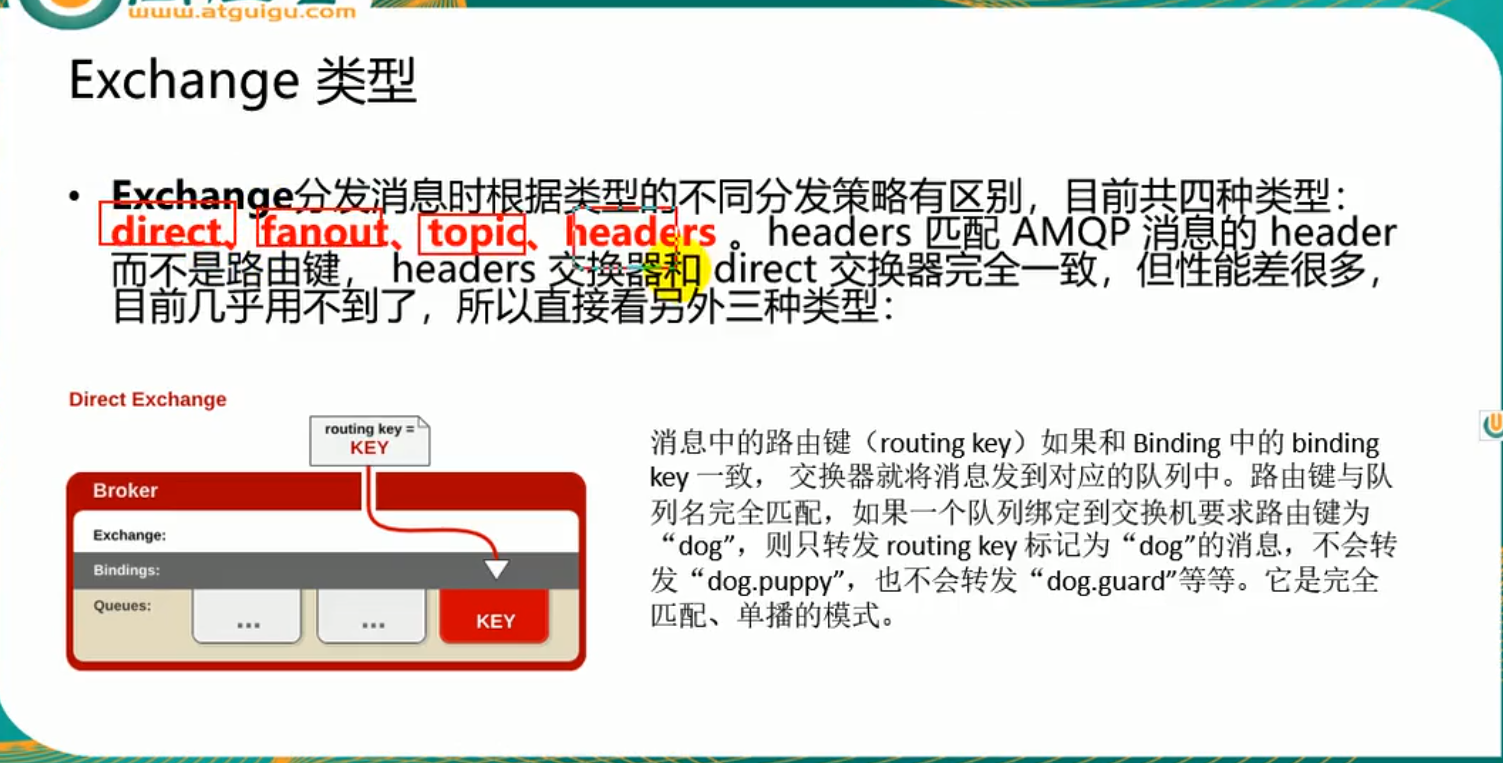 www.atguigu.com
Exchange 类型
• Exchange分发消息时根据类型的不同分发策略有区别，目前共四种类型：
direct、fanout、topic、headers 。headers 匹配 AMQP 消息的 header
而不是路由键， headers 交换器和 direct 交换器完全一致，但性能差很多，
目前几乎用不到了，所以直接看另外三种类型：
Direct Exchange
routing key =
KEY
Broker
Exchange:
Bindings:
Queues:
... ... KEY
消息中的路由键（routing key）如果和 Binding 中的 binding
key 一致， 交换器就将消息发到对应的队列中。路由键与队
列名完全匹配，如果一个队列绑定到交换机要求路由键为
“dog”，则只转发 routing key 标记为“dog”的消息，不会转
发“dog.puppy”，也不会转发“dog.guard”等等。它是完全
匹配、单播的模式。